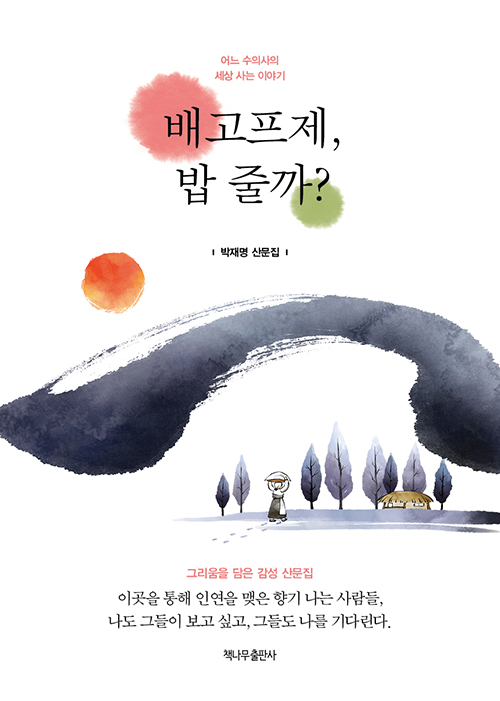 어느 수의사의
세상 사는 이야기
배고프제,
밥 줄까?
박재명 산문집
그리움을 담은 감성 산문집
이곳을 통해 인연을 맺은 향기 나는 사람들,
나도 그들이 보고 싶고, 그들도 나를 기다린다.
책나무출판사